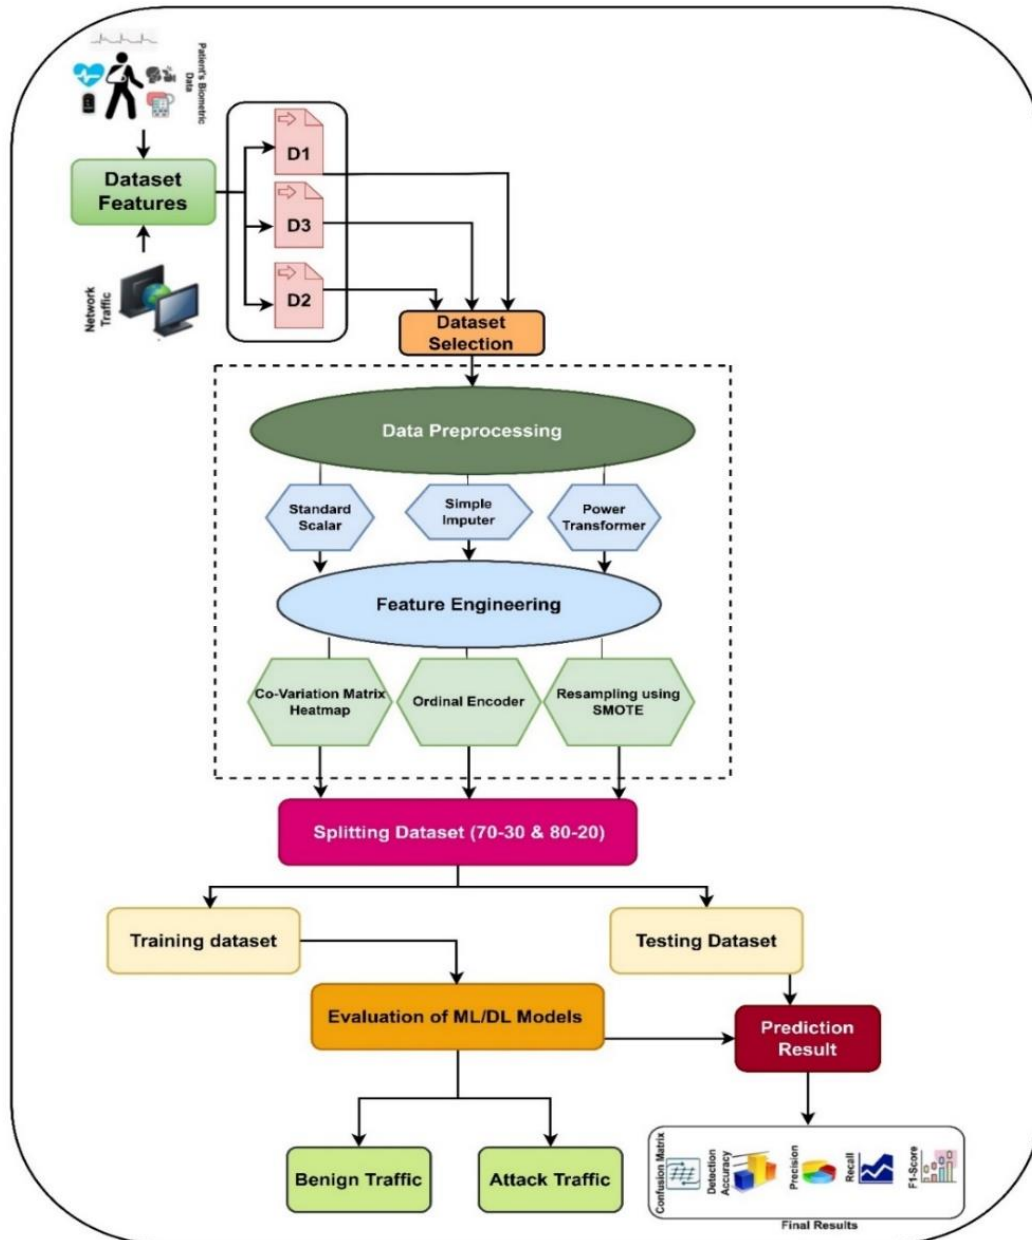 Patient's Biometric
Data
Dataset
Features
Network
Traffic
D1
D3
D2
Dataset
Selection
Data Preprocessing
Standard
Scalar
Simple
Imputer
Power
Transformer
Feature Engineering
Co-Variation Matrix
Heatmap
Ordinal Encoder
Resampling using
SMOTE
Splitting Dataset (70-30 & 80-20)
Training dataset
Testing Dataset
Evaluation of ML/DL Models
Prediction
Result
Benign Traffic
Attack Traffic
Confusion Matrix
Detection
Accuracy
Precision
Recall
F1-Score
Final Results